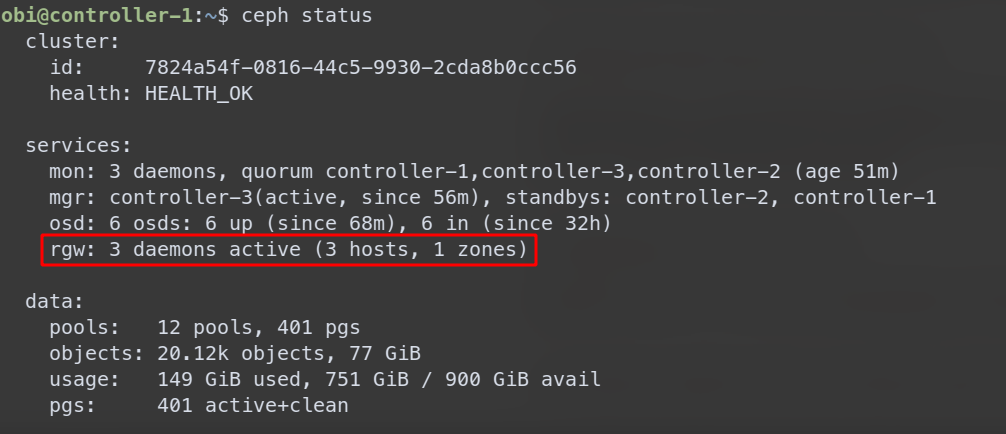 obi@controller-1:~$ ceph status
cluster:
id: 7824a54f-0816-44c5-9930-2cda8b0ccc56
health: HEALTH_OK
services:
mon: 3 daemons, quorum controller-1,controller-3,controller-2 (age 51m)
mgr: controller-3(active, since 56m), standbys: controller-2, controller-1
osd: 6 osds: 6 up (since 68m), 6 in (since 32h)
rgw: 3 daemons active (3 hosts, 1 zones)
data:
pools: 12 pools, 401 pgs
objects: 20.12k objects, 77 GiB
usage: 149 GiB used, 751 GiB / 900 GiB avail
pgs: 401 active+clean